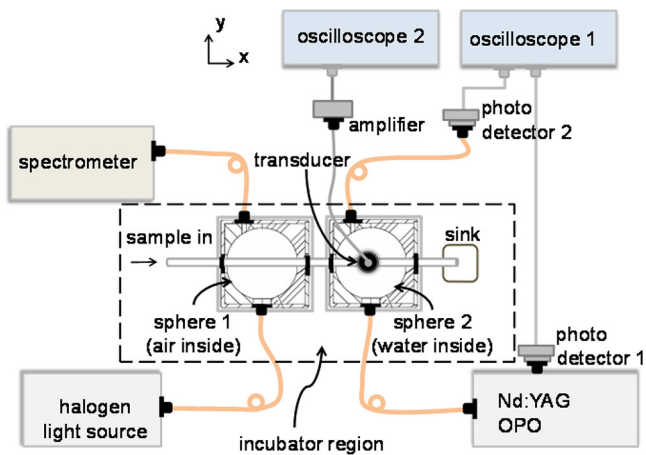 y
x
oscilloscope 2
oscilloscope 1
amplifier
photo
detector 2
transducer
spectrometer
sample in
sink
sphere 1
(air inside)
sphere 2
(water inside)
photo
detector 1
halogen
light source
incubator region
Nd:YAG
OPO